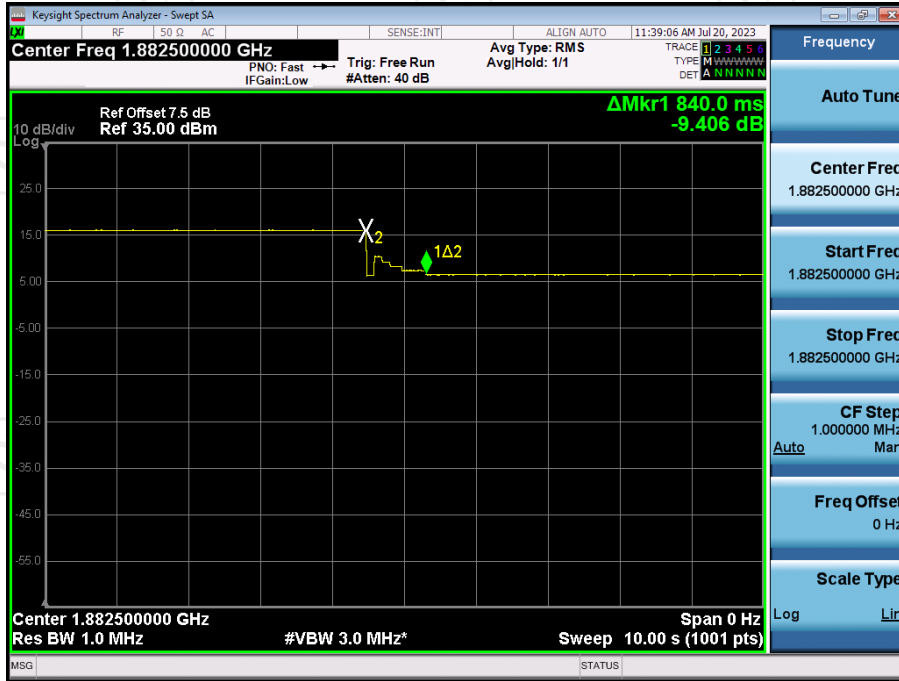 Keysight Spectrum Analyzer - Swept SA
LXI RF 50 Ω AC SENSE:INT ALIGN AUTO 11:39:06 AM Jul 20, 2023
Center Freq 1.882500000 GHz
PNO: Fast
IFGain:Low
Trig: Free Run
#Atten: 40 dB
Avg Type: RMS
Avg|Hold: 1/1
TRACE 1 2 3 4 5 6
TYPE M WWWWW
DET A N N N N N
ΔMkr1 840.0 ms
-9.406 dB
Ref Offset 7.5 dB
10 dB/div Ref 35.00 dBm
Log
25.0
15.0
5.00
-5.00
-15.0
-25.0
-35.0
-45.0
-55.0
2
1Δ2
Center 1.882500000 GHz Span 0 Hz
Res BW 1.0 MHz #VBW 3.0 MHz* Sweep 10.00 s (1001 pts)
MSG STATUS
Frequency
Auto Tune
Center Freq
1.882500000 GHz
Start Freq
1.882500000 GHz
Stop Freq
1.882500000 GHz
CF Step
1.000000 MHz
Auto Man
Freq Offset
0 Hz
Scale Type
Log Lin